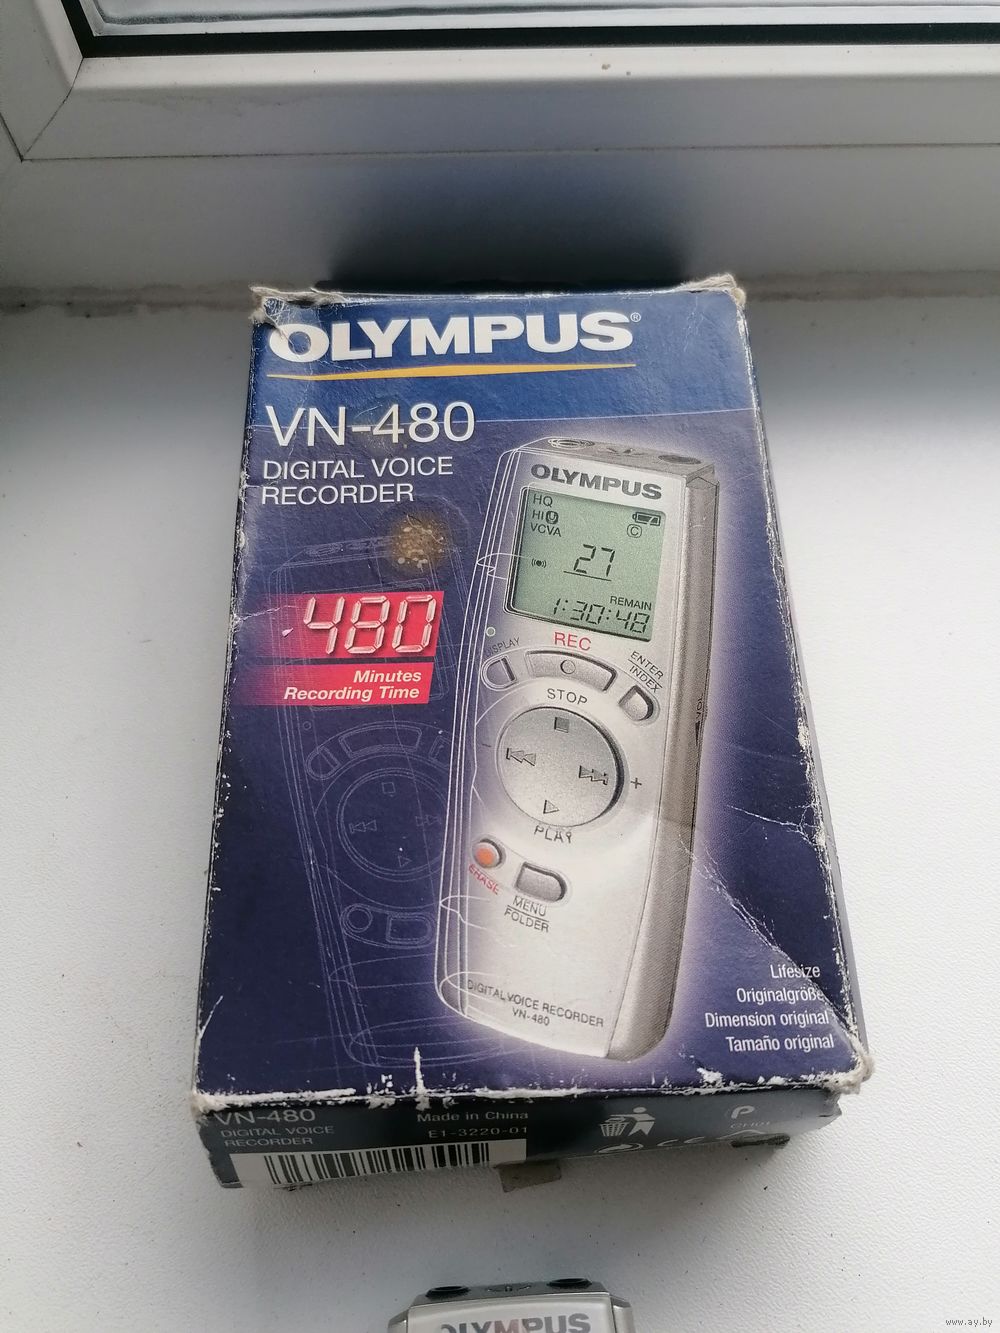 OLYMPUS®
VN-480
DIGITAL VOICE
RECORDER
480
Minutes
Recording Time
OLYMPUS
HQ
HI
VCVA
C
27
REMAIN
1:30:48
DISPLAY
REC
ENTER
INDEX
STOP
- +
PLAY
ERASE
MENU
FOLDER
DIGITAL VOICE RECORDER
VN-480
Lifesize
Originalgröße
Dimension original
Tamaño original
VN-480
DIGITAL VOICE
RECORDER
Made in China
E1-3220-01
P
CE
OLYMPUS
www.ay.by